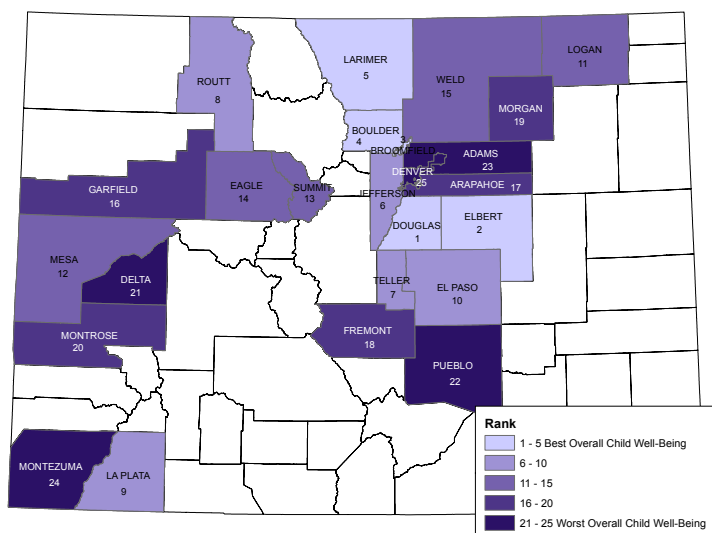 LARIMER
5
LOGAN
11
ROUTT
8
WELD
15
MORGAN
19
BOULDER
4
3
BROOMFIELD
ADAMS
23
DENVER
25
ARAPAHOE 17
GARFIELD
16
EAGLE
14
SUMMIT
13
JEFFERSON
6
DOUGLAS
1
ELBERT
2
MESA
12
DELTA
21
TELLER
7
EL PASO
10
MONTROSE
20
FREMONT
18
PUEBLO
22
MONTEZUMA
24
LA PLATA
9
Rank
1 - 5 Best Overall Child Well-Being
6 - 10
11 - 15
16 - 20
21 - 25 Worst Overall Child Well-Being